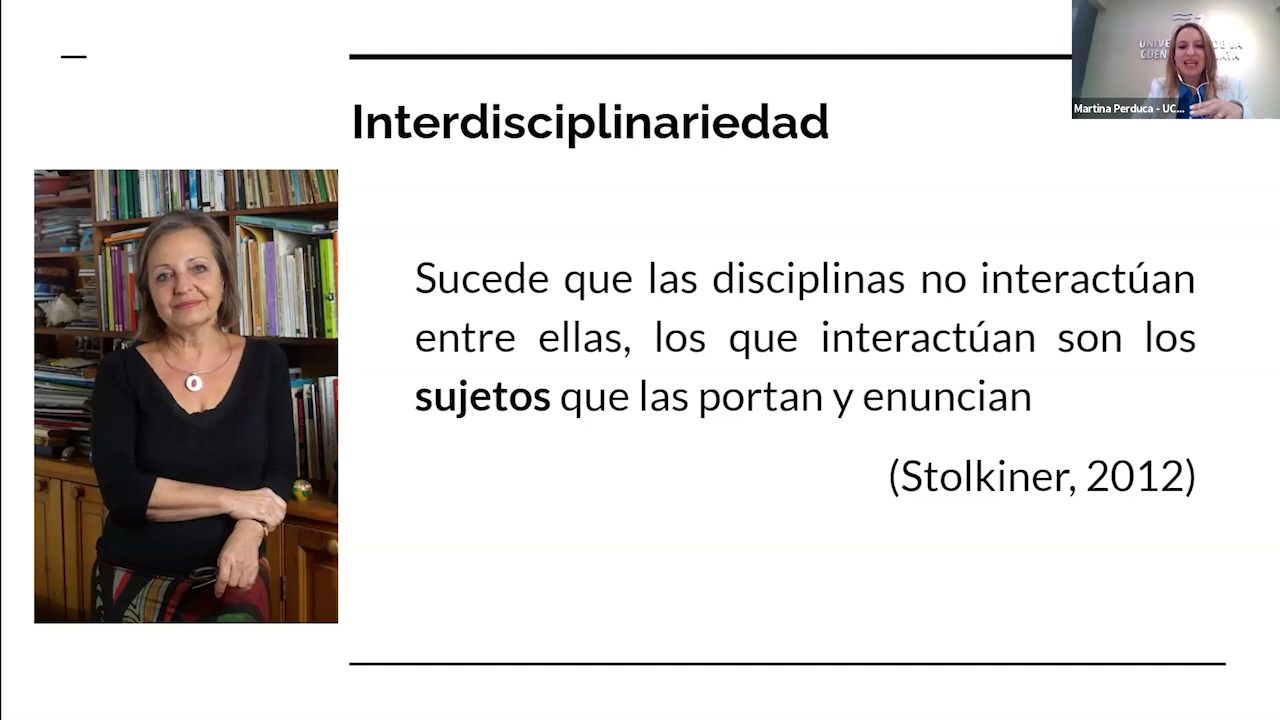 Interdisciplinariedad
Sucede que las disciplinas no interactúan
entre ellas, los que interactúan son los
sujetos que las portan y enuncian
(Stolkiner, 2012)
Martina Perduca - UC...